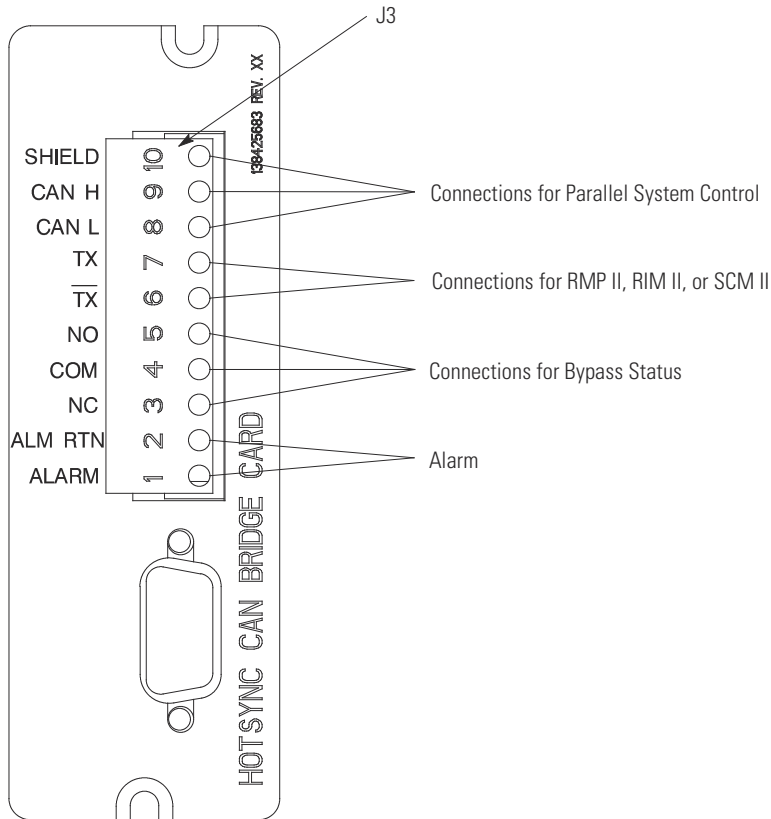 J3
138425683 REV. XX
SHIELD 10
CAN H 9
CAN L 8
Connections for Parallel System Control
TX 7
T̅X̅ 6
Connections for RMP II, RIM II, or SCM II
NO 5
COM 4
NC 3
Connections for Bypass Status
ALM RTN 2
ALARM 1
Alarm
HOTSYNC CAN BRIDGE CARD